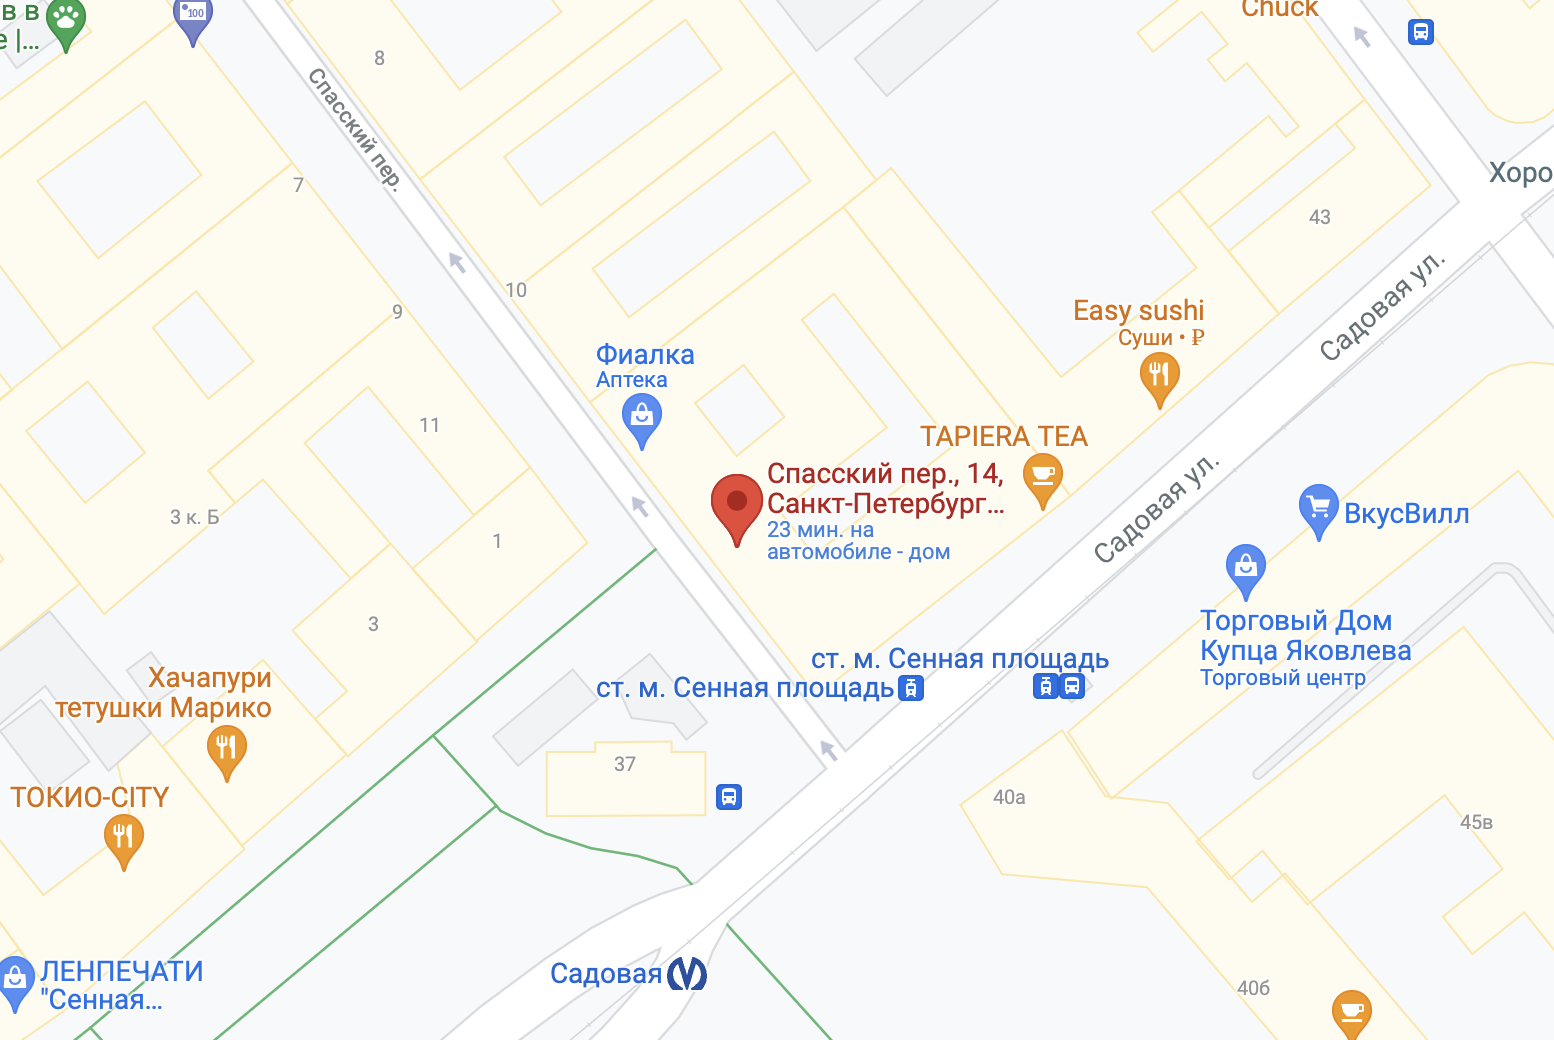 в в
е |...
100
Chuck
8
Спасский пер.
7
Хоро
43
Садовая ул.
10
9
Easy sushi
Суши • ₽
Фиалка
Аптека
11
TAPIERA TEA
Спасский пер., 14,
Санкт-Петербург...
23 мин. на
автомобиле - дом
Садовая ул.
ВкусВилл
3 к. Б
1
3
Торговый Дом
Купца Яковлева
Торговый центр
ст. м. Сенная площадь
ст. м. Сенная площадь
Хачапури
тетушки Марико
37
ТОКИО-CITY
40а
45в
ЛЕНПЕЧАТИ
"Сенная...
Садовая
40б